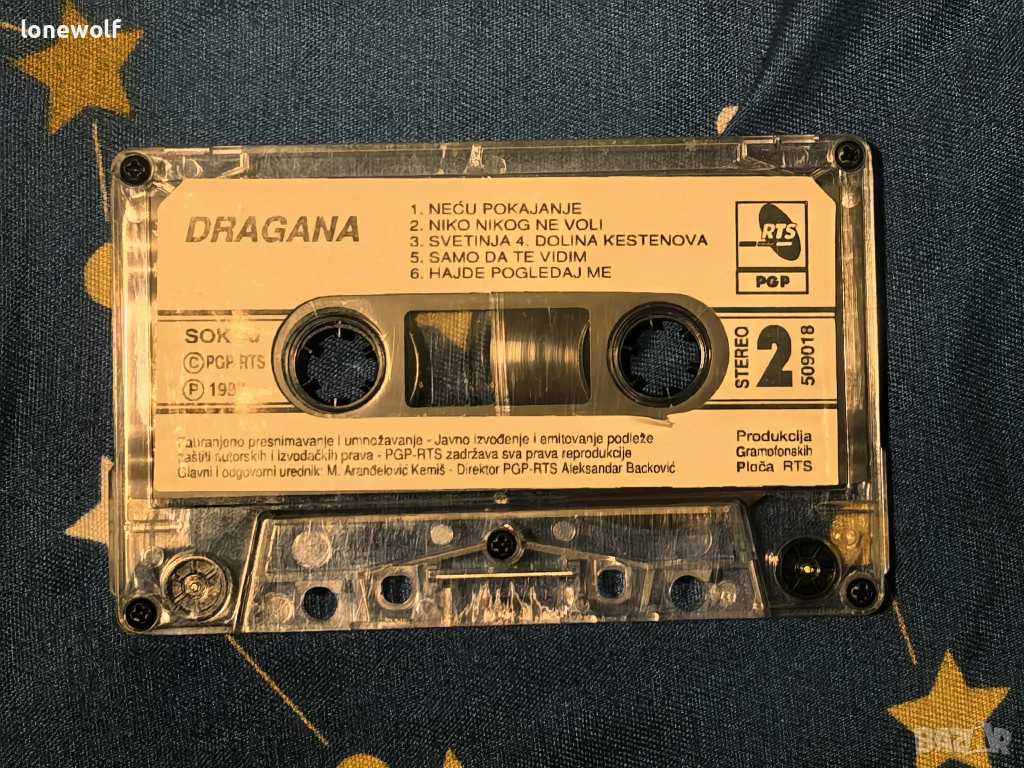 lonewolf
DRAGANA
1. NEĆU POKAJANJE
2. NIKO NIKOG NE VOLI
3. SVETINJA 4. DOLINA KESTENOVA
5. SAMO DA TE VIDIM
6. HAJDE POGLEDAJ ME
RTS
PGP
SOKOJ
© PGP-RTS
℗
STEREO
2
509018
Zabranjeno presnimavanje i umnožavanje - Javno izvođenje i emitovanje podleže
zaštiti autorskih i izvođačkih prava - PGP-RTS zadržava sva prava reprodukcije
Glavni i odgovorni urednik: M. Aranđelović Kemiš - Direktor PGP-RTS Aleksandar Backović
Produkcija
Gramofonskih
Ploča RTS